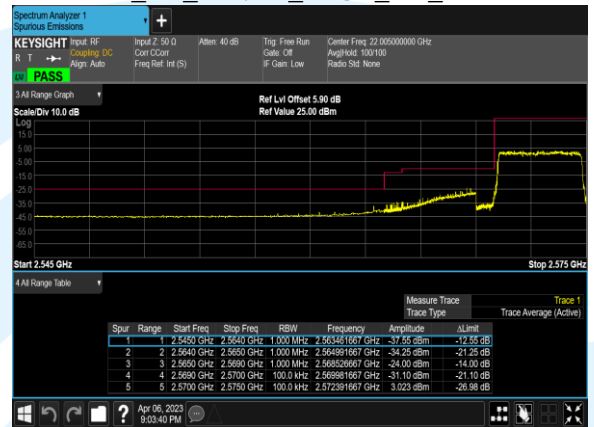 Spectrum Analyzer 1
Spurious Emissions
KEYSIGHT Input: RF Input Z: 50 Ω Atten: 40 dB Trig: Free Run Center Freq: 22.005000000 GHz
R T Coupling: DC Corr CCorr Gate: Off Avg|Hold: 100/100
Align: Auto Freq Ref: Int (S) IF Gain: Low Radio Std: None
LV PASS
3 All Range Graph
Ref Lvl Offset 5.90 dB
Scale/Div 10.0 dB Ref Value 25.00 dBm
Log
15.0
5.00
-5.00
-15.0
-25.0
-35.0
-45.0
-55.0
-65.0
Start 2.545 GHz Stop 2.575 GHz
4 All Range Table
Measure Trace Trace 1
Trace Type Trace Average (Active)
Spur Range Start Freq Stop Freq RBW Frequency Amplitude ΔLimit
1 1 2.5450 GHz 2.5640 GHz 1.000 MHz 2.563461667 GHz -37.55 dBm -12.55 dB
2 2 2.5640 GHz 2.5650 GHz 1.000 MHz 2.564991667 GHz -34.25 dBm -21.25 dB
3 3 2.5650 GHz 2.5690 GHz 1.000 MHz 2.568526667 GHz -24.00 dBm -14.00 dB
4 4 2.5690 GHz 2.5700 GHz 100.0 kHz 2.569981667 GHz -31.10 dBm -21.10 dB
5 5 2.5700 GHz 2.5750 GHz 100.0 kHz 2.572391667 GHz 3.023 dBm -26.98 dB
Apr 06, 2023
9:03:40 PM